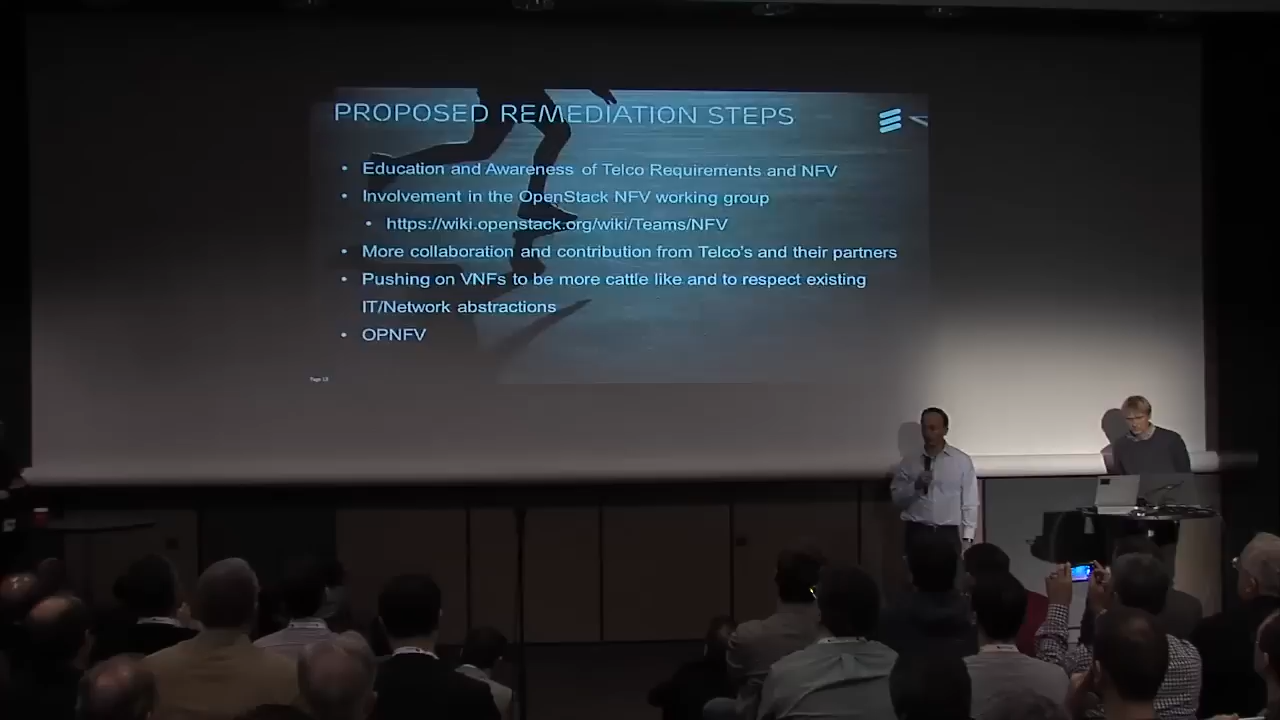 PROPOSED REMEDIATION STEPS
• Education and Awareness of Telco Requirements and NFV
• Involvement in the OpenStack NFV working group
• https://wiki.openstack.org/wiki/Teams/NFV
• More collaboration and contribution from Telco's and their partners
• Pushing on VNFs to be more cattle like and to respect existing
IT/Network abstractions
• OPNFV
Page 13